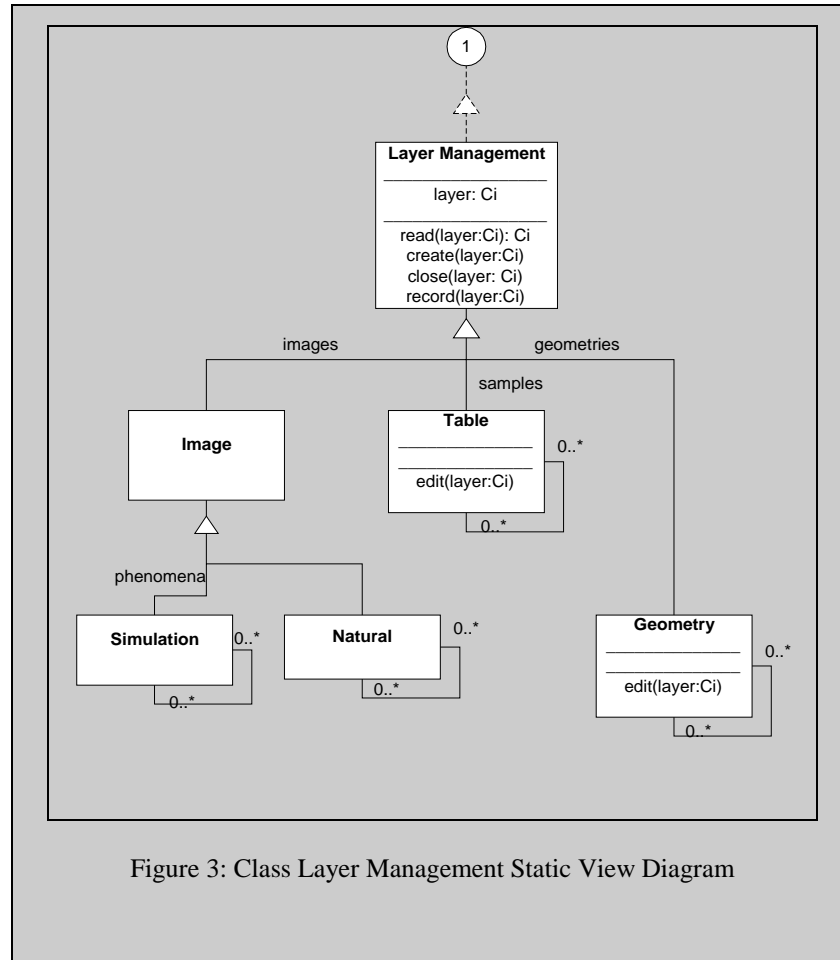 1
Layer Management
layer: Ci
read(layer:Ci): Ci
create(layer:Ci)
close(layer: Ci)
record(layer:Ci)
images
geometries
samples
Image
Table
edit(layer:Ci)
0..*
0..*
phenomena
Simulation
0..*
0..*
Natural
0..*
0..*
Geometry
edit(layer:Ci)
0..*
0..*
Figure 3: Class Layer Management Static View Diagram